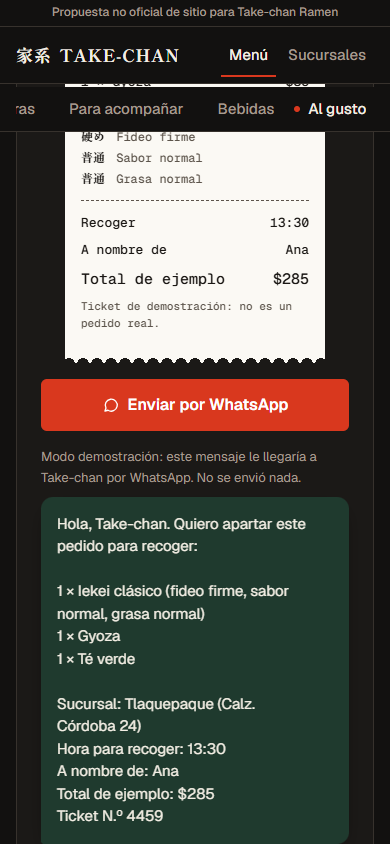 Propuesta no oficial de sitio para Take-chan Ramen
家系 TAKE-CHAN
Menú
Sucursales
ras
Para acompañar
Bebidas
Al gusto
硬め Fideo firme
普通 Sabor normal
普通 Grasa normal
Recoger 13:30
A nombre de Ana
Total de ejemplo $285
Ticket de demostración: no es un
pedido real.
Enviar por WhatsApp
Modo demostración: este mensaje le llegaría a
Take-chan por WhatsApp. No se envió nada.
Hola, Take-chan. Quiero apartar este
pedido para recoger:
1 × Iekei clásico (fideo firme, sabor
normal, grasa normal)
1 × Gyoza
1 × Té verde
Sucursal: Tlaquepaque (Calz.
Córdoba 24)
Hora para recoger: 13:30
A nombre de: Ana
Total de ejemplo: $285
Ticket N.º 4459